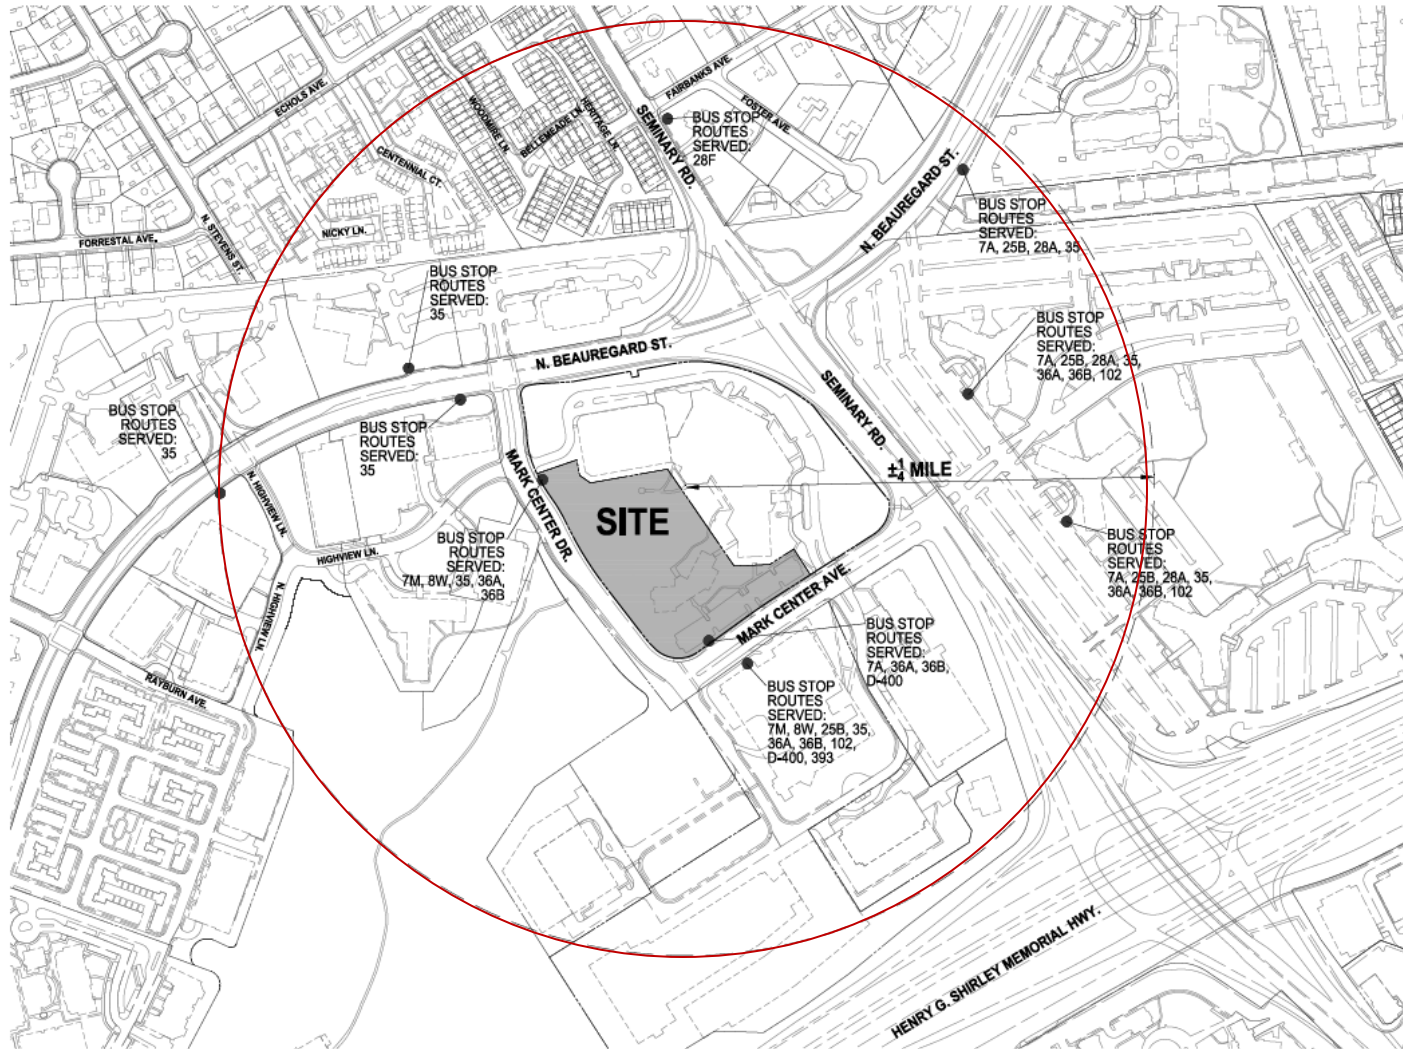 ECHOLS AVE.
WOODMIRE LN.
BELLEMEADE LN.
HERITAGE LN.
FAIRBANKS AVE.
FOSTER AVE.
SEMINARY RD.
BUS STOP
ROUTES
SERVED:
28F
CENTENNIAL CT.
NICKY LN.
N. STEVENS ST.
FORRESTAL AVE.
N. BEAUREGARD ST.
BUS STOP
ROUTES
SERVED:
7A, 25B, 28A, 35
BUS STOP
ROUTES
SERVED:
35
N. BEAUREGARD ST.
BUS STOP
ROUTES
SERVED:
7A, 25B, 28A, 35,
36A, 36B, 102
SEMINARY RD.
BUS STOP
ROUTES
SERVED:
35
BUS STOP
ROUTES
SERVED:
35
MARK CENTER DR.
±1/4 MILE
N. HIGHVIEW LN.
SITE
BUS STOP
ROUTES
SERVED:
7M, 8W, 35, 36A,
36B
HIGHVIEW LN.
BUS STOP
ROUTES
SERVED:
7A, 25B, 28A, 35,
36A, 36B, 102
N. HIGHVIEW LN.
MARK CENTER AVE.
BUS STOP
ROUTES
SERVED:
7A, 36A, 36B,
D-400
RAYBURN AVE.
BUS STOP
ROUTES
SERVED:
7M, 8W, 25B, 35,
36A, 36B, 102,
D-400, 393
HENRY G. SHIRLEY MEMORIAL HWY.